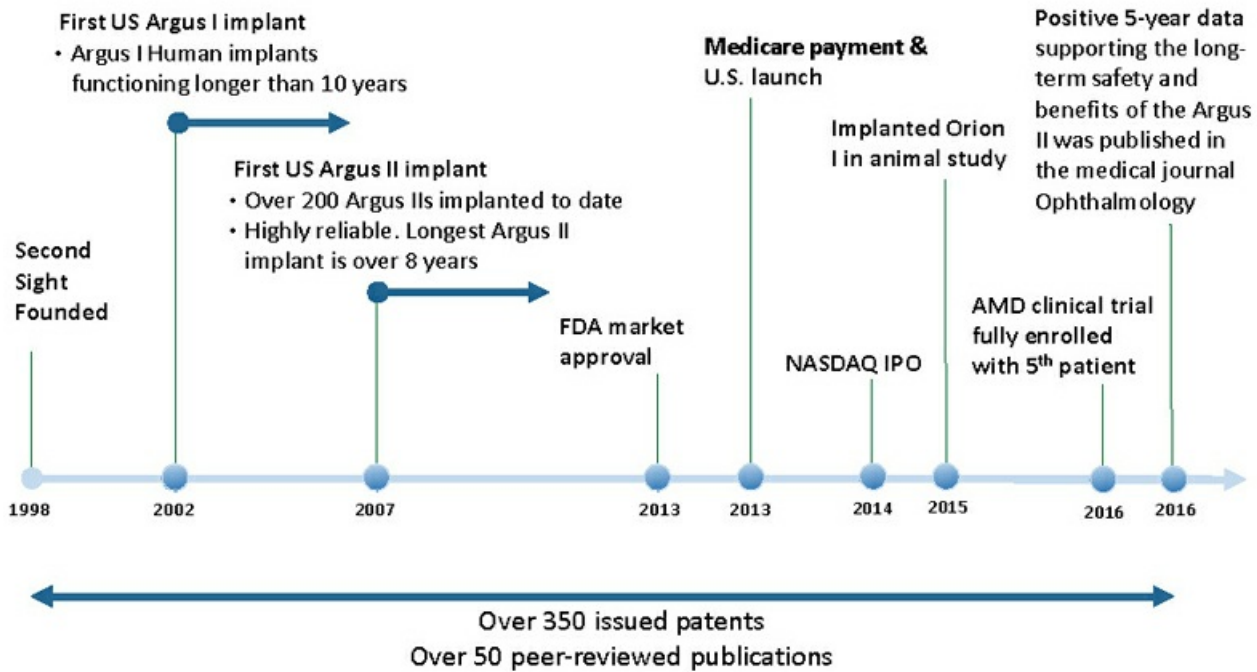 First US Argus I implant
• Argus I Human implants
functioning longer than 10 years
First US Argus II implant
• Over 200 Argus IIs implanted to date
• Highly reliable. Longest Argus II
implant is over 8 years
Second
Sight
Founded
FDA market
approval
Medicare payment &
U.S. launch
NASDAQ IPO
Implanted Orion
I in animal study
AMD clinical trial
fully enrolled
with 5th patient
Positive 5-year data
supporting the long-
term safety and
benefits of the Argus
II was published in
the medical journal
Ophthalmology
1998
2002
2007
2013
2013
2014
2015
2016
2016
Over 350 issued patents
Over 50 peer-reviewed publications